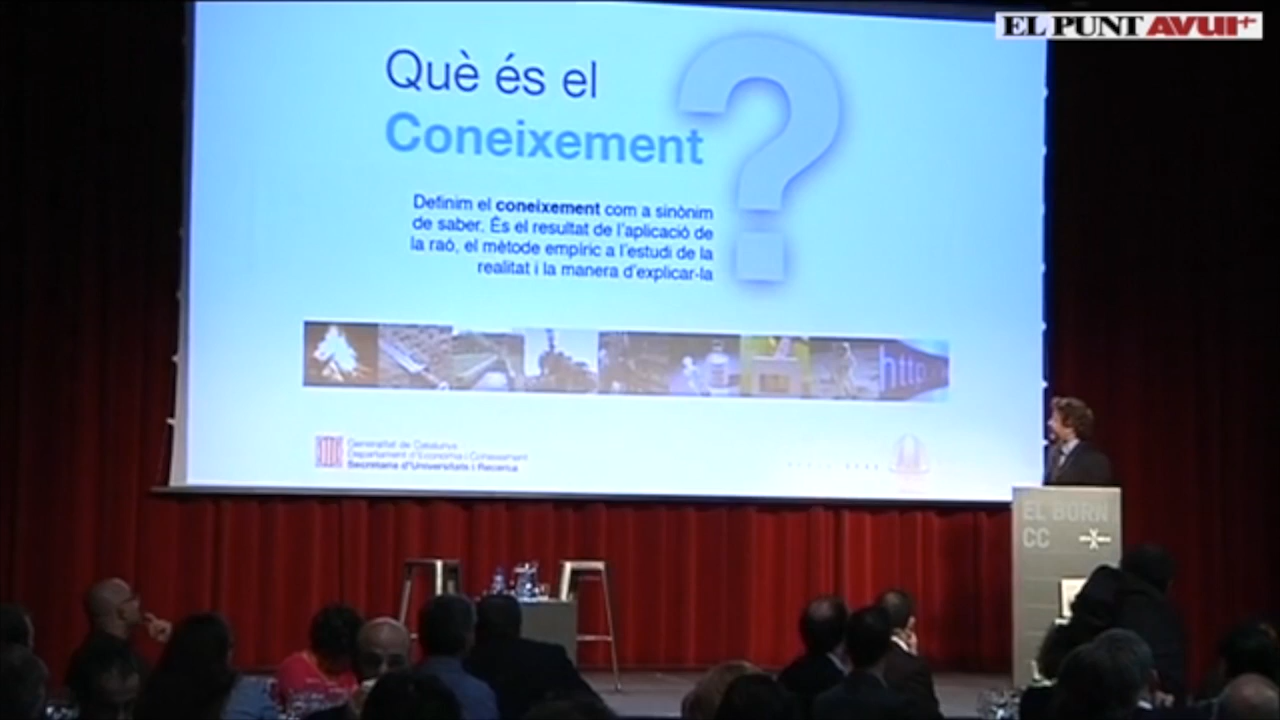 EL PUNT AVUI+
Què és el
Coneixement
?
Definim el coneixement com a sinònim
de saber. És el resultat de l'aplicació de
la raó, el mètode empíric a l'estudi de la
realitat i la manera d'explicar-la
http
Generalitat de Catalunya
Departament d'Economia i Coneixement
Secretaria d'Universitats i Recerca
EL BORN
CC